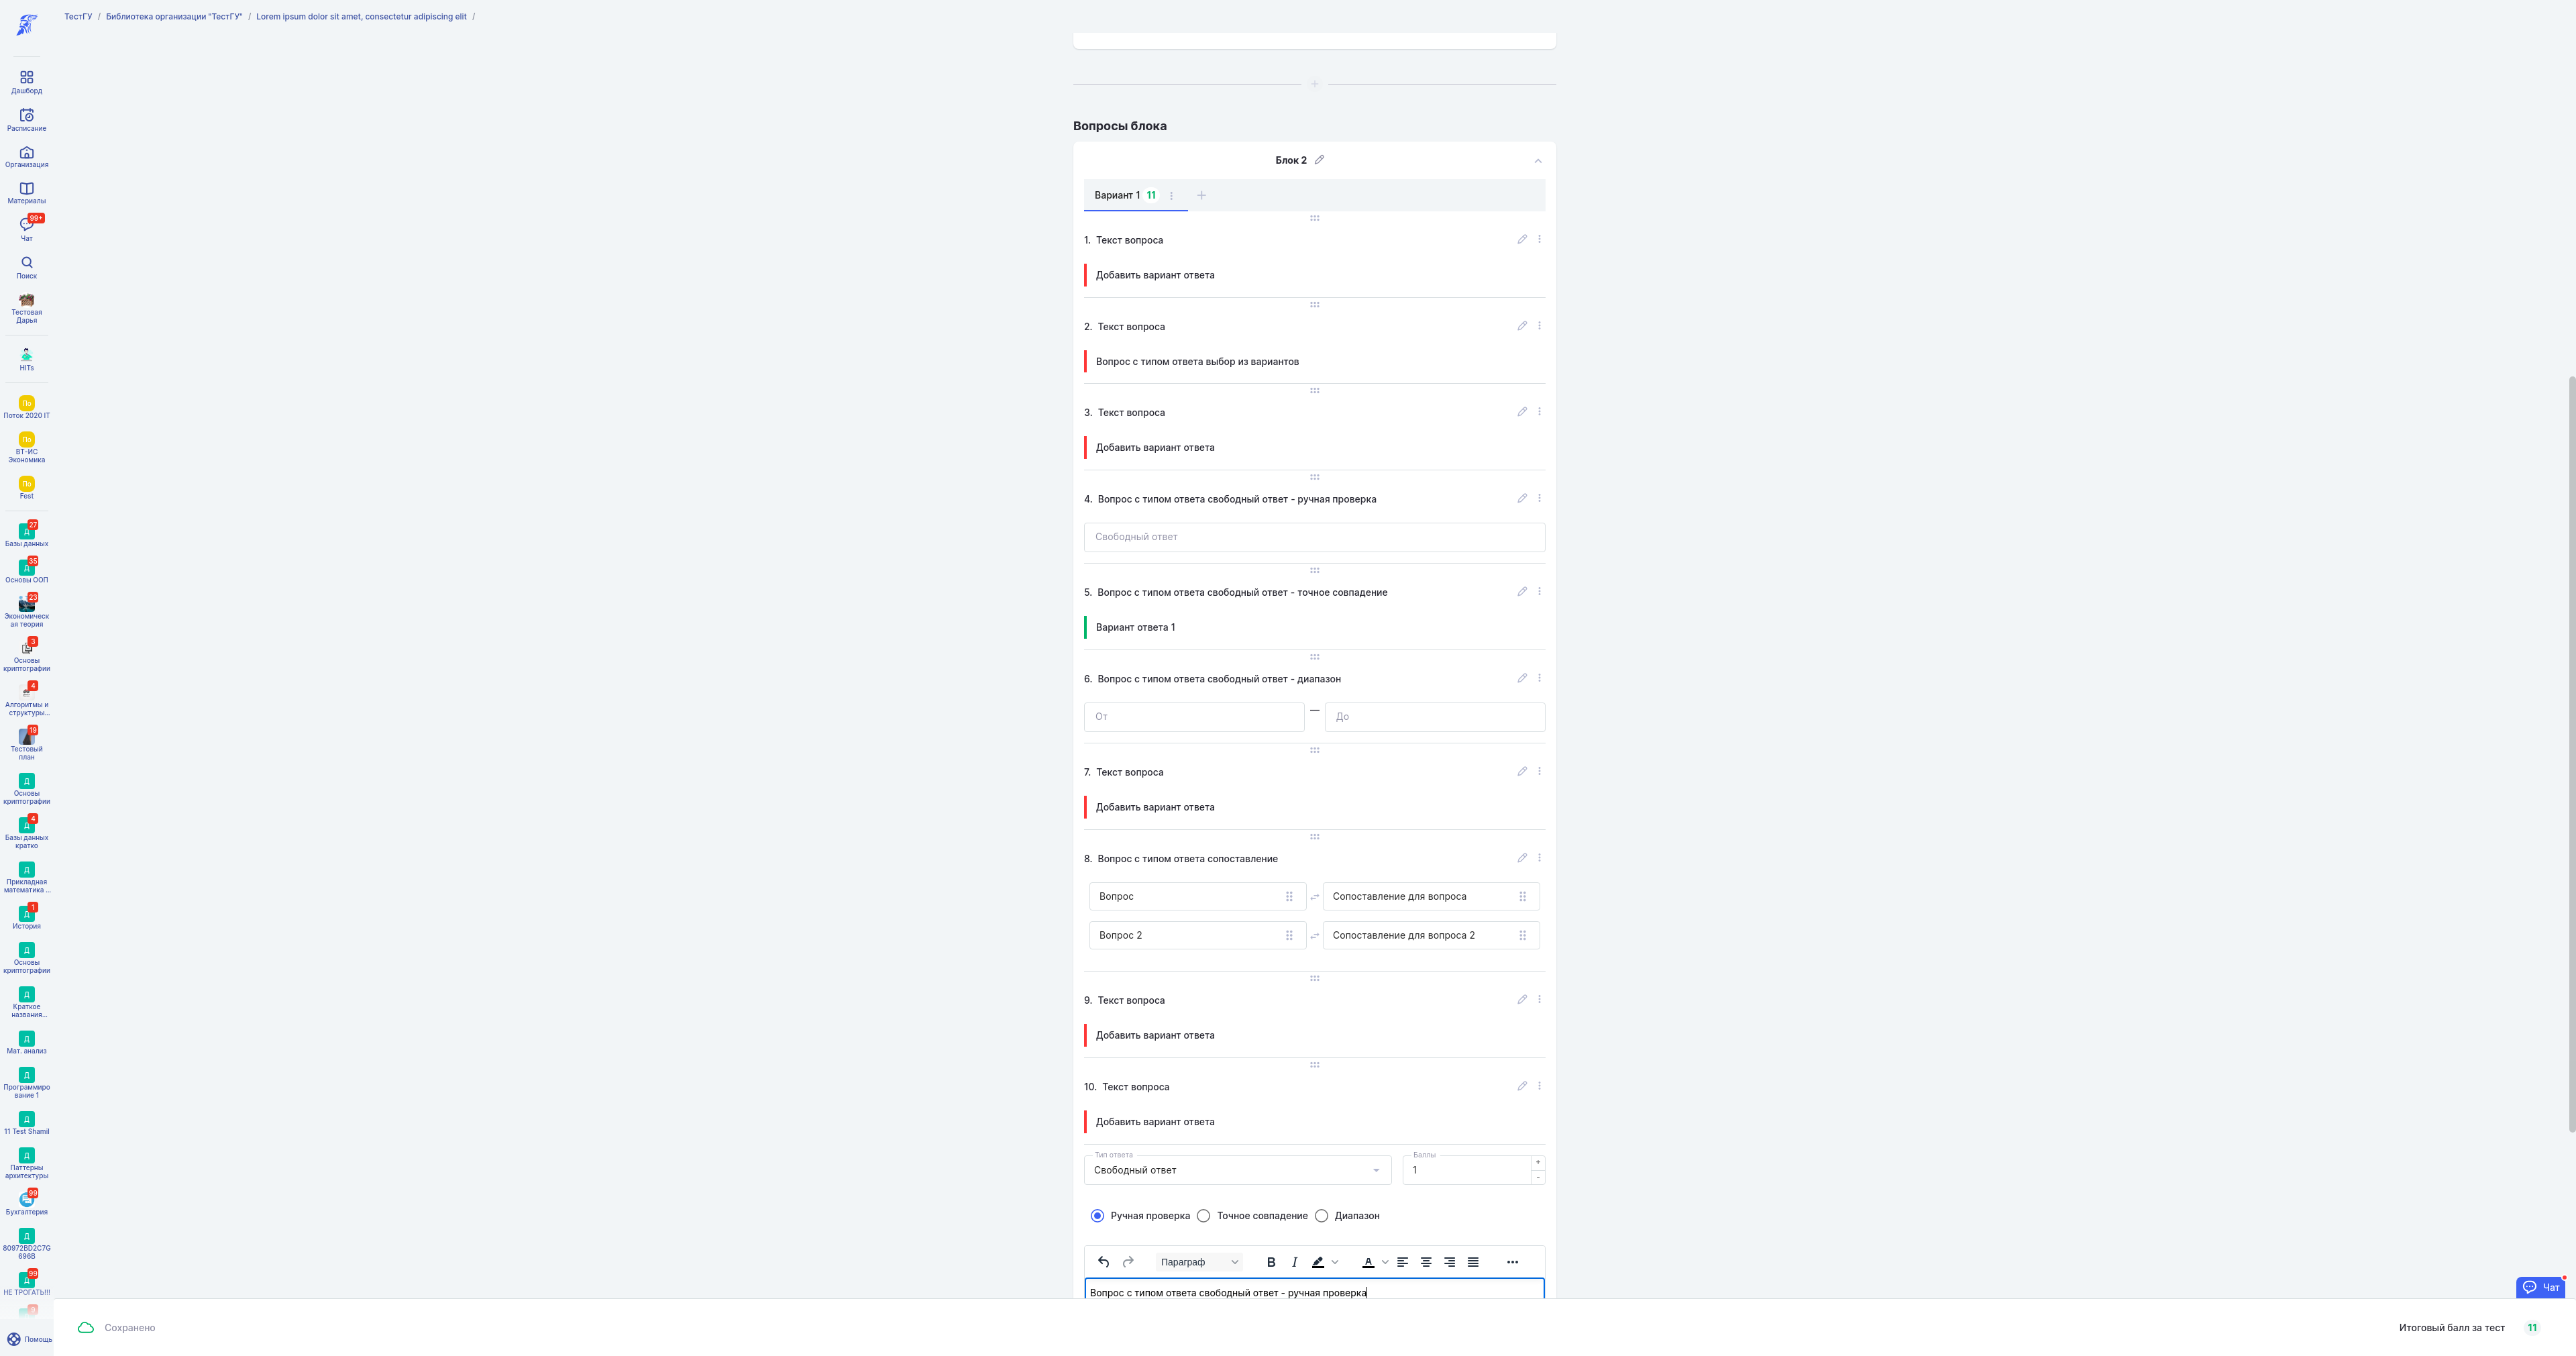 ТестГУ / Библиотека организации "ТестГУ" / Lorem ipsum dolor sit amet, consectetur adipiscing elit /
Дашборд
Расписание
Организация
Материалы
99+
Чат
Поиск
Тестовая
Дарья
HITs
По
Поток 2020 IT
По
ВТ-ИС
Экономика
По
Fest
27
Д
Базы данных
35
Д
Основы ООП
23
Экономическ
ая теория
3
Основы
криптографии
4
Алгоритмы и
структуры...
19
Тестовый
план
Д
Основы
криптографии
4
Д
Базы данных
кратко
Д
Прикладная
математика ...
1
Д
История
Д
Основы
криптографии
Д
Краткое
названия...
Д
Мат. анализ
Д
Программиро
вание 1
Д
11 Test Shamil
Д
Паттерны
архитектуры
99
Бухгалтерия
Д
80972BD2C7G
696B
99
Д
НЕ ТРОГАТЬ!!!
Помощь
Вопросы блока
Блок 2
Вариант 1 11
1. Текст вопроса
Добавить вариант ответа
2. Текст вопроса
Вопрос с типом ответа выбор из вариантов
3. Текст вопроса
Добавить вариант ответа
4. Вопрос с типом ответа свободный ответ - ручная проверка
Свободный ответ
5. Вопрос с типом ответа свободный ответ - точное совпадение
Вариант ответа 1
6. Вопрос с типом ответа свободный ответ - диапазон
От — До
7. Текст вопроса
Добавить вариант ответа
8. Вопрос с типом ответа сопоставление
Вопрос Сопоставление для вопроса
Вопрос 2 Сопоставление для вопроса 2
9. Текст вопроса
Добавить вариант ответа
10. Текст вопроса
Добавить вариант ответа
Тип ответа Баллы
Свободный ответ 1 + -
Ручная проверка Точное совпадение Диапазон
Параграф B I A
Вопрос с типом ответа свободный ответ - ручная проверка
Чат
Сохранено
Итоговый балл за тест 11